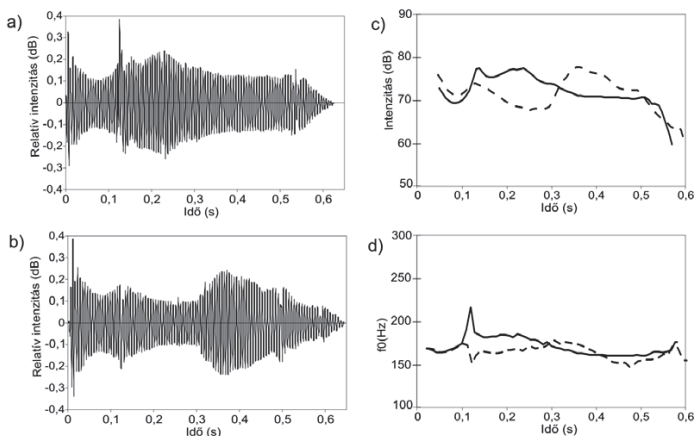 a)
Relatív intenzitás (dB)
0,4
0,3
0,2
0,1
0
-0,1
-0,2
-0,3
-0,4
0 0,1 0,2 0,3 0,4 0,5 0,6
Idő (s)
b)
Relatív intenzitás (dB)
0,4
0,3
0,2
0,1
0
-0,1
-0,2
-0,3
-0,4
0 0,1 0,2 0,3 0,4 0,5 0,6
Idő (s)
c)
Intenzitás (dB)
90
80
70
60
50
0 0,1 0,2 0,3 0,4 0,5 0,6
Idő (s)
d)
f0(Hz)
300
250
200
150
100
0 0,1 0,2 0,3 0,4 0,5 0,6
Idő (s)